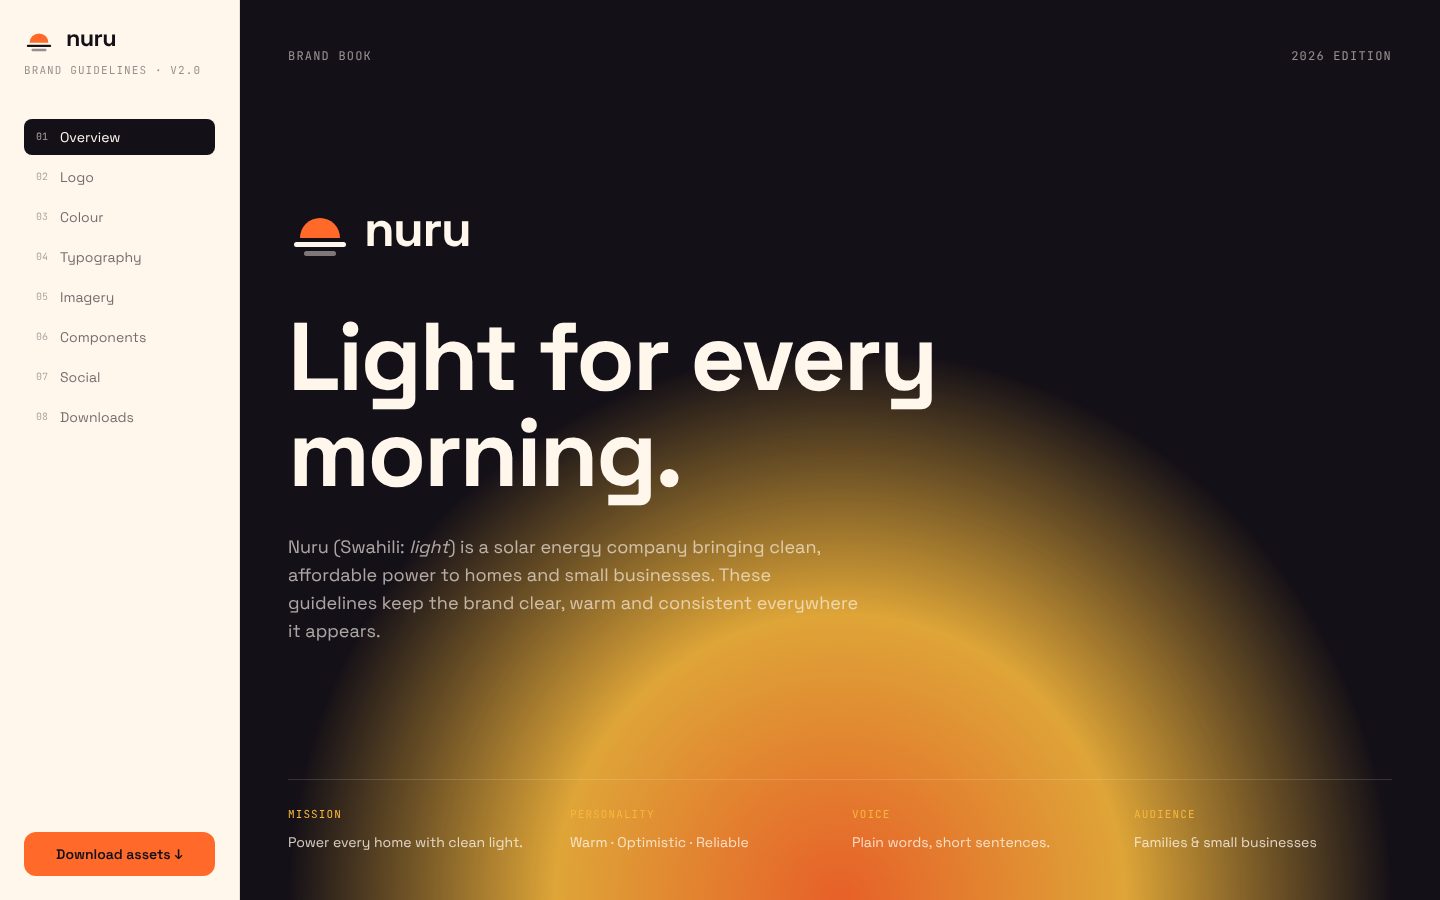 nuru
BRAND GUIDELINES · V2.0
01 Overview
02 Logo
03 Colour
04 Typography
05 Imagery
06 Components
07 Social
08 Downloads
Download assets ↓
BRAND BOOK
2026 EDITION
nuru
Light for every
morning.
Nuru (Swahili: light) is a solar energy company bringing clean,
affordable power to homes and small businesses. These
guidelines keep the brand clear, warm and consistent everywhere
it appears.
MISSION
Power every home with clean light.
PERSONALITY
Warm · Optimistic · Reliable
VOICE
Plain words, short sentences.
AUDIENCE
Families & small businesses